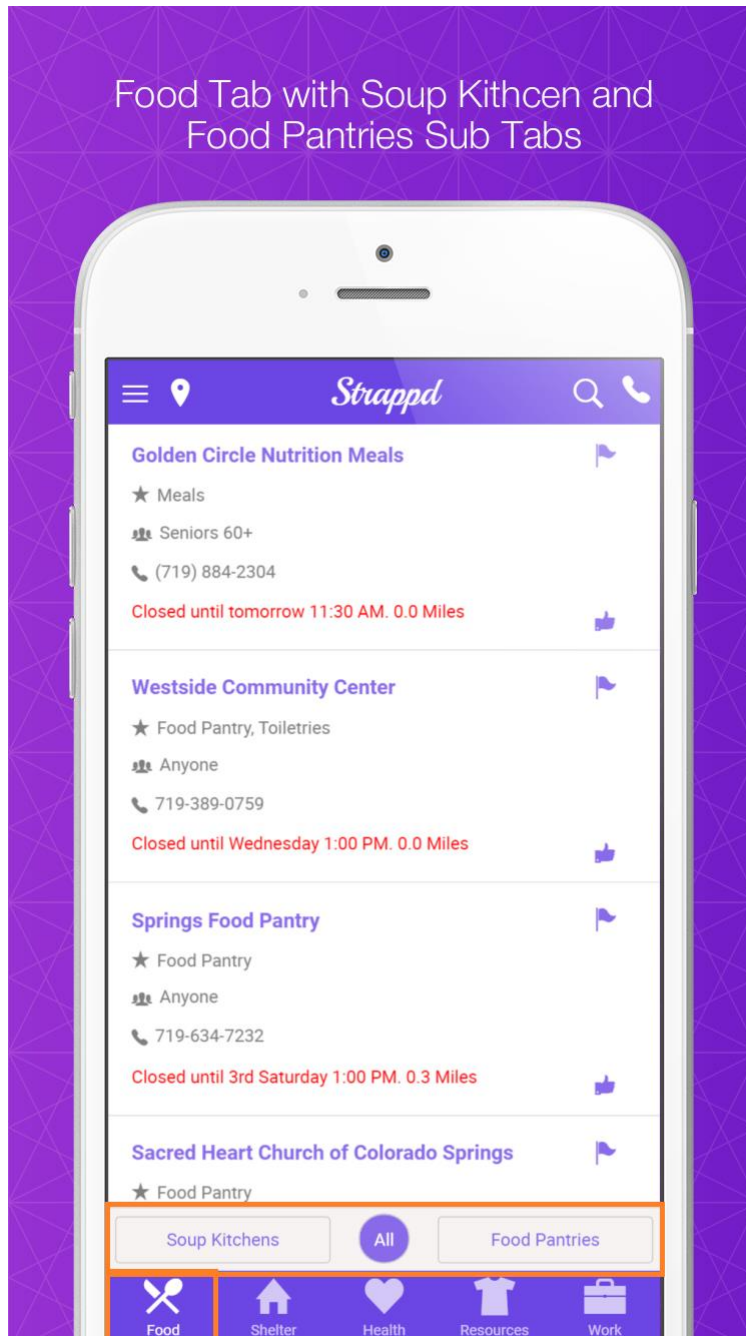 Food Tab with Soup Kithcen and
Food Pantries Sub Tabs
Strappd
Golden Circle Nutrition Meals
Meals
Seniors 60+
(719) 884-2304
Closed until tomorrow 11:30 AM. 0.0 Miles
Westside Community Center
Food Pantry, Toiletries
Anyone
719-389-0759
Closed until Wednesday 1:00 PM. 0.0 Miles
Springs Food Pantry
Food Pantry
Anyone
719-634-7232
Closed until 3rd Saturday 1:00 PM. 0.3 Miles
Sacred Heart Church of Colorado Springs
Food Pantry
Soup Kitchens All Food Pantries
Food Shelter Health Resources Work